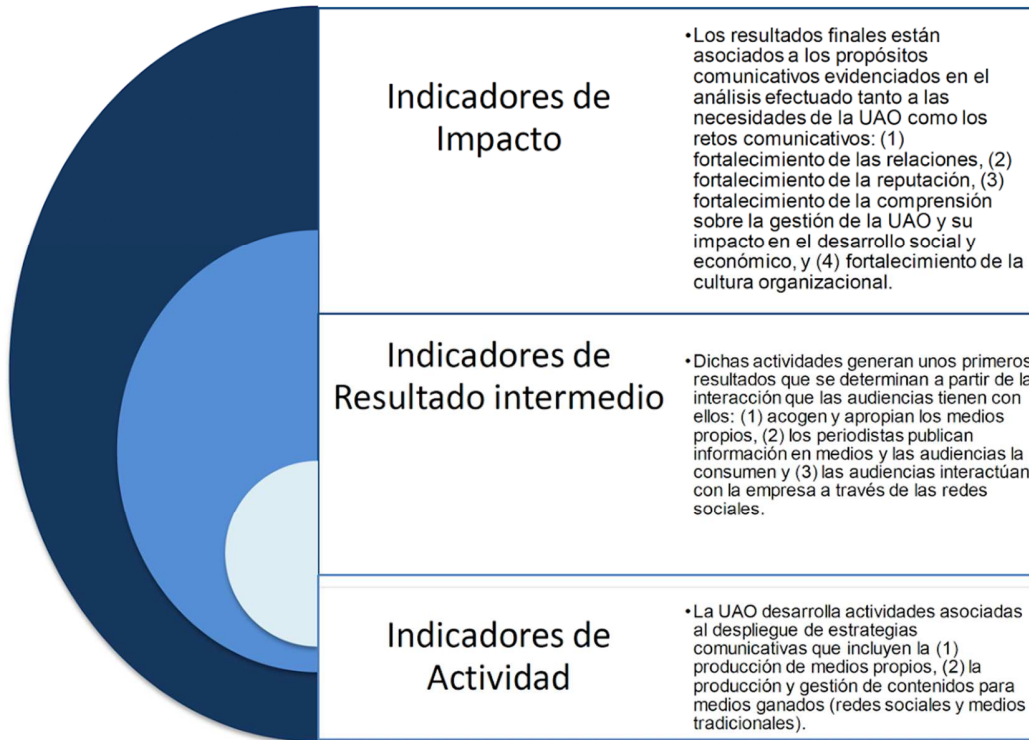 Indicadores de
Impacto
•Los resultados finales están
asociados a los propósitos
comunicativos evidenciados en el
análisis efectuado tanto a las
necesidades de la UAO como los
retos comunicativos: (1)
fortalecimiento de las relaciones, (2)
fortalecimiento de la reputación, (3)
fortalecimiento de la comprensión
sobre la gestión de la UAO y su
impacto en el desarrollo social y
económico, y (4) fortalecimiento de la
cultura organizacional.
Indicadores de
Resultado intermedio
•Dichas actividades generan unos primeros
resultados que se determinan a partir de la
interacción que las audiencias tienen con
ellos: (1) acogen y apropian los medios
propios, (2) los periodistas publican
información en medios y las audiencias la
consumen y (3) las audiencias interactúan
con la empresa a través de las redes
sociales.
Indicadores de
Actividad
•La UAO desarrolla actividades asociadas
al despliegue de estrategias
comunicativas que incluyen la (1)
producción de medios propios, (2) la
producción y gestión de contenidos para
medios ganados (redes sociales y medios
tradicionales).